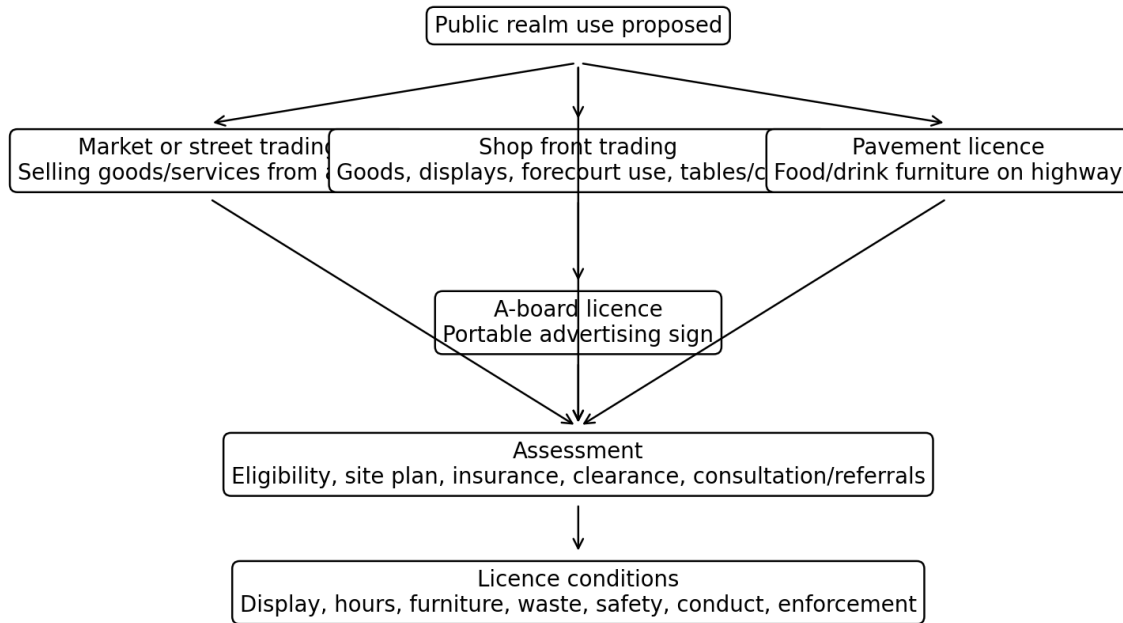 Public realm use proposed
Market or street trading
Selling goods/services from
Shop front trading
Goods, displays, forecourt use,
Pavement licence
Food/drink furniture on highway
A-board licence
Portable advertising sign
Assessment
Eligibility, site plan, insurance, clearance, consultation/referrals
Licence conditions
Display, hours, furniture, waste, safety, conduct, enforcement